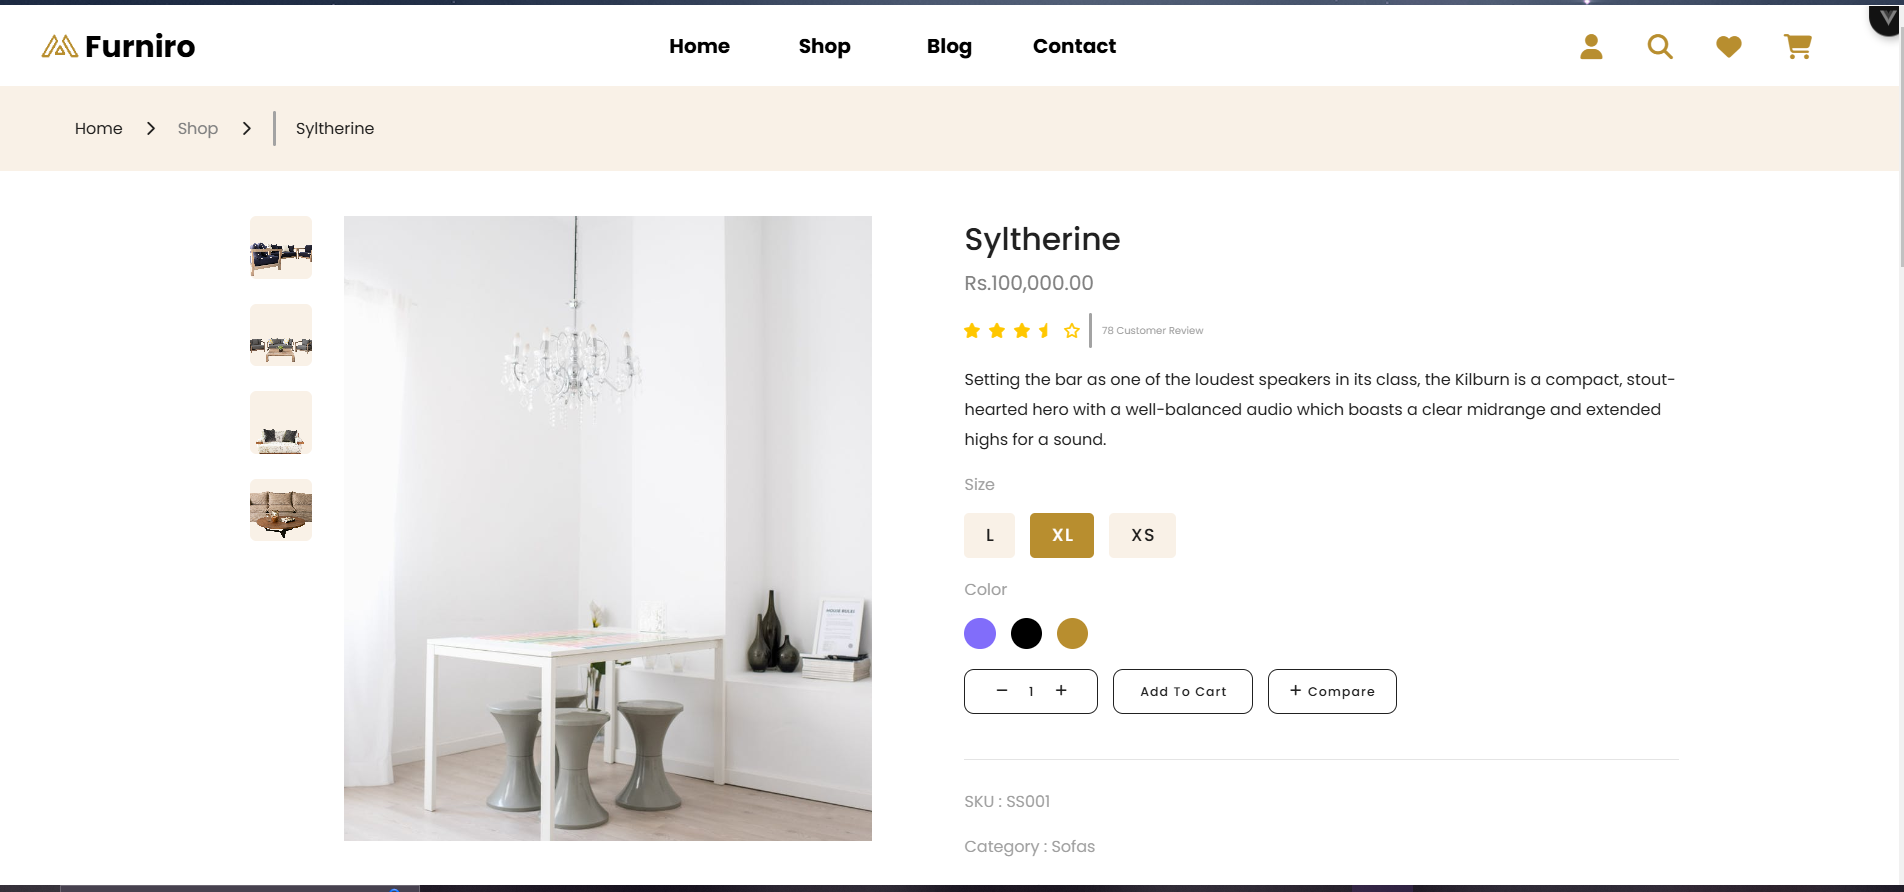 Furniro
Home Shop Blog Contact
Home Shop Syltherine
Syltherine
Rs.100,000.00
78 Customer Review
Setting the bar as one of the loudest speakers in its class, the Kilburn is a compact, stout-
hearted hero with a well-balanced audio which boasts a clear midrange and extended
highs for a sound.
Size
L XL XS
Color
− 1 +
Add To Cart
+ Compare
SKU : SS001
Category : Sofas